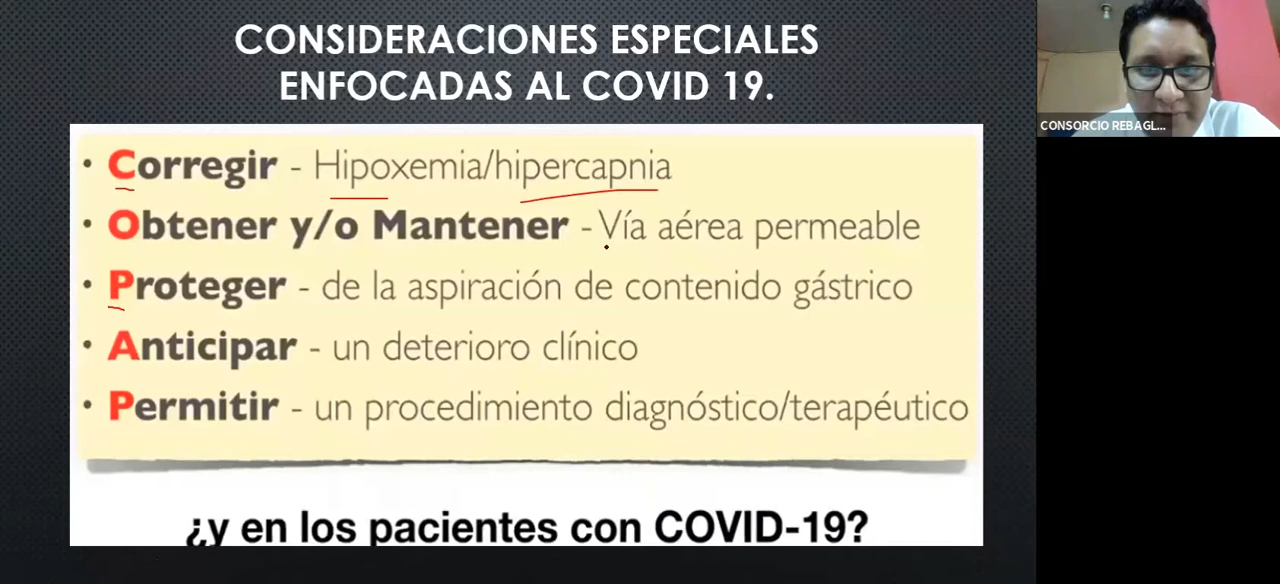 CONSIDERACIONES ESPECIALES
ENFOCADAS AL COVID 19.
CONSORCIO REBAGL...
• Corregir - Hipoxemia/hipercapnia
• Obtener y/o Mantener - Vía aérea permeable
• Proteger - de la aspiración de contenido gástrico
• Anticipar - un deterioro clínico
• Permitir - un procedimiento diagnóstico/terapéutico
¿y en los pacientes con COVID-19?